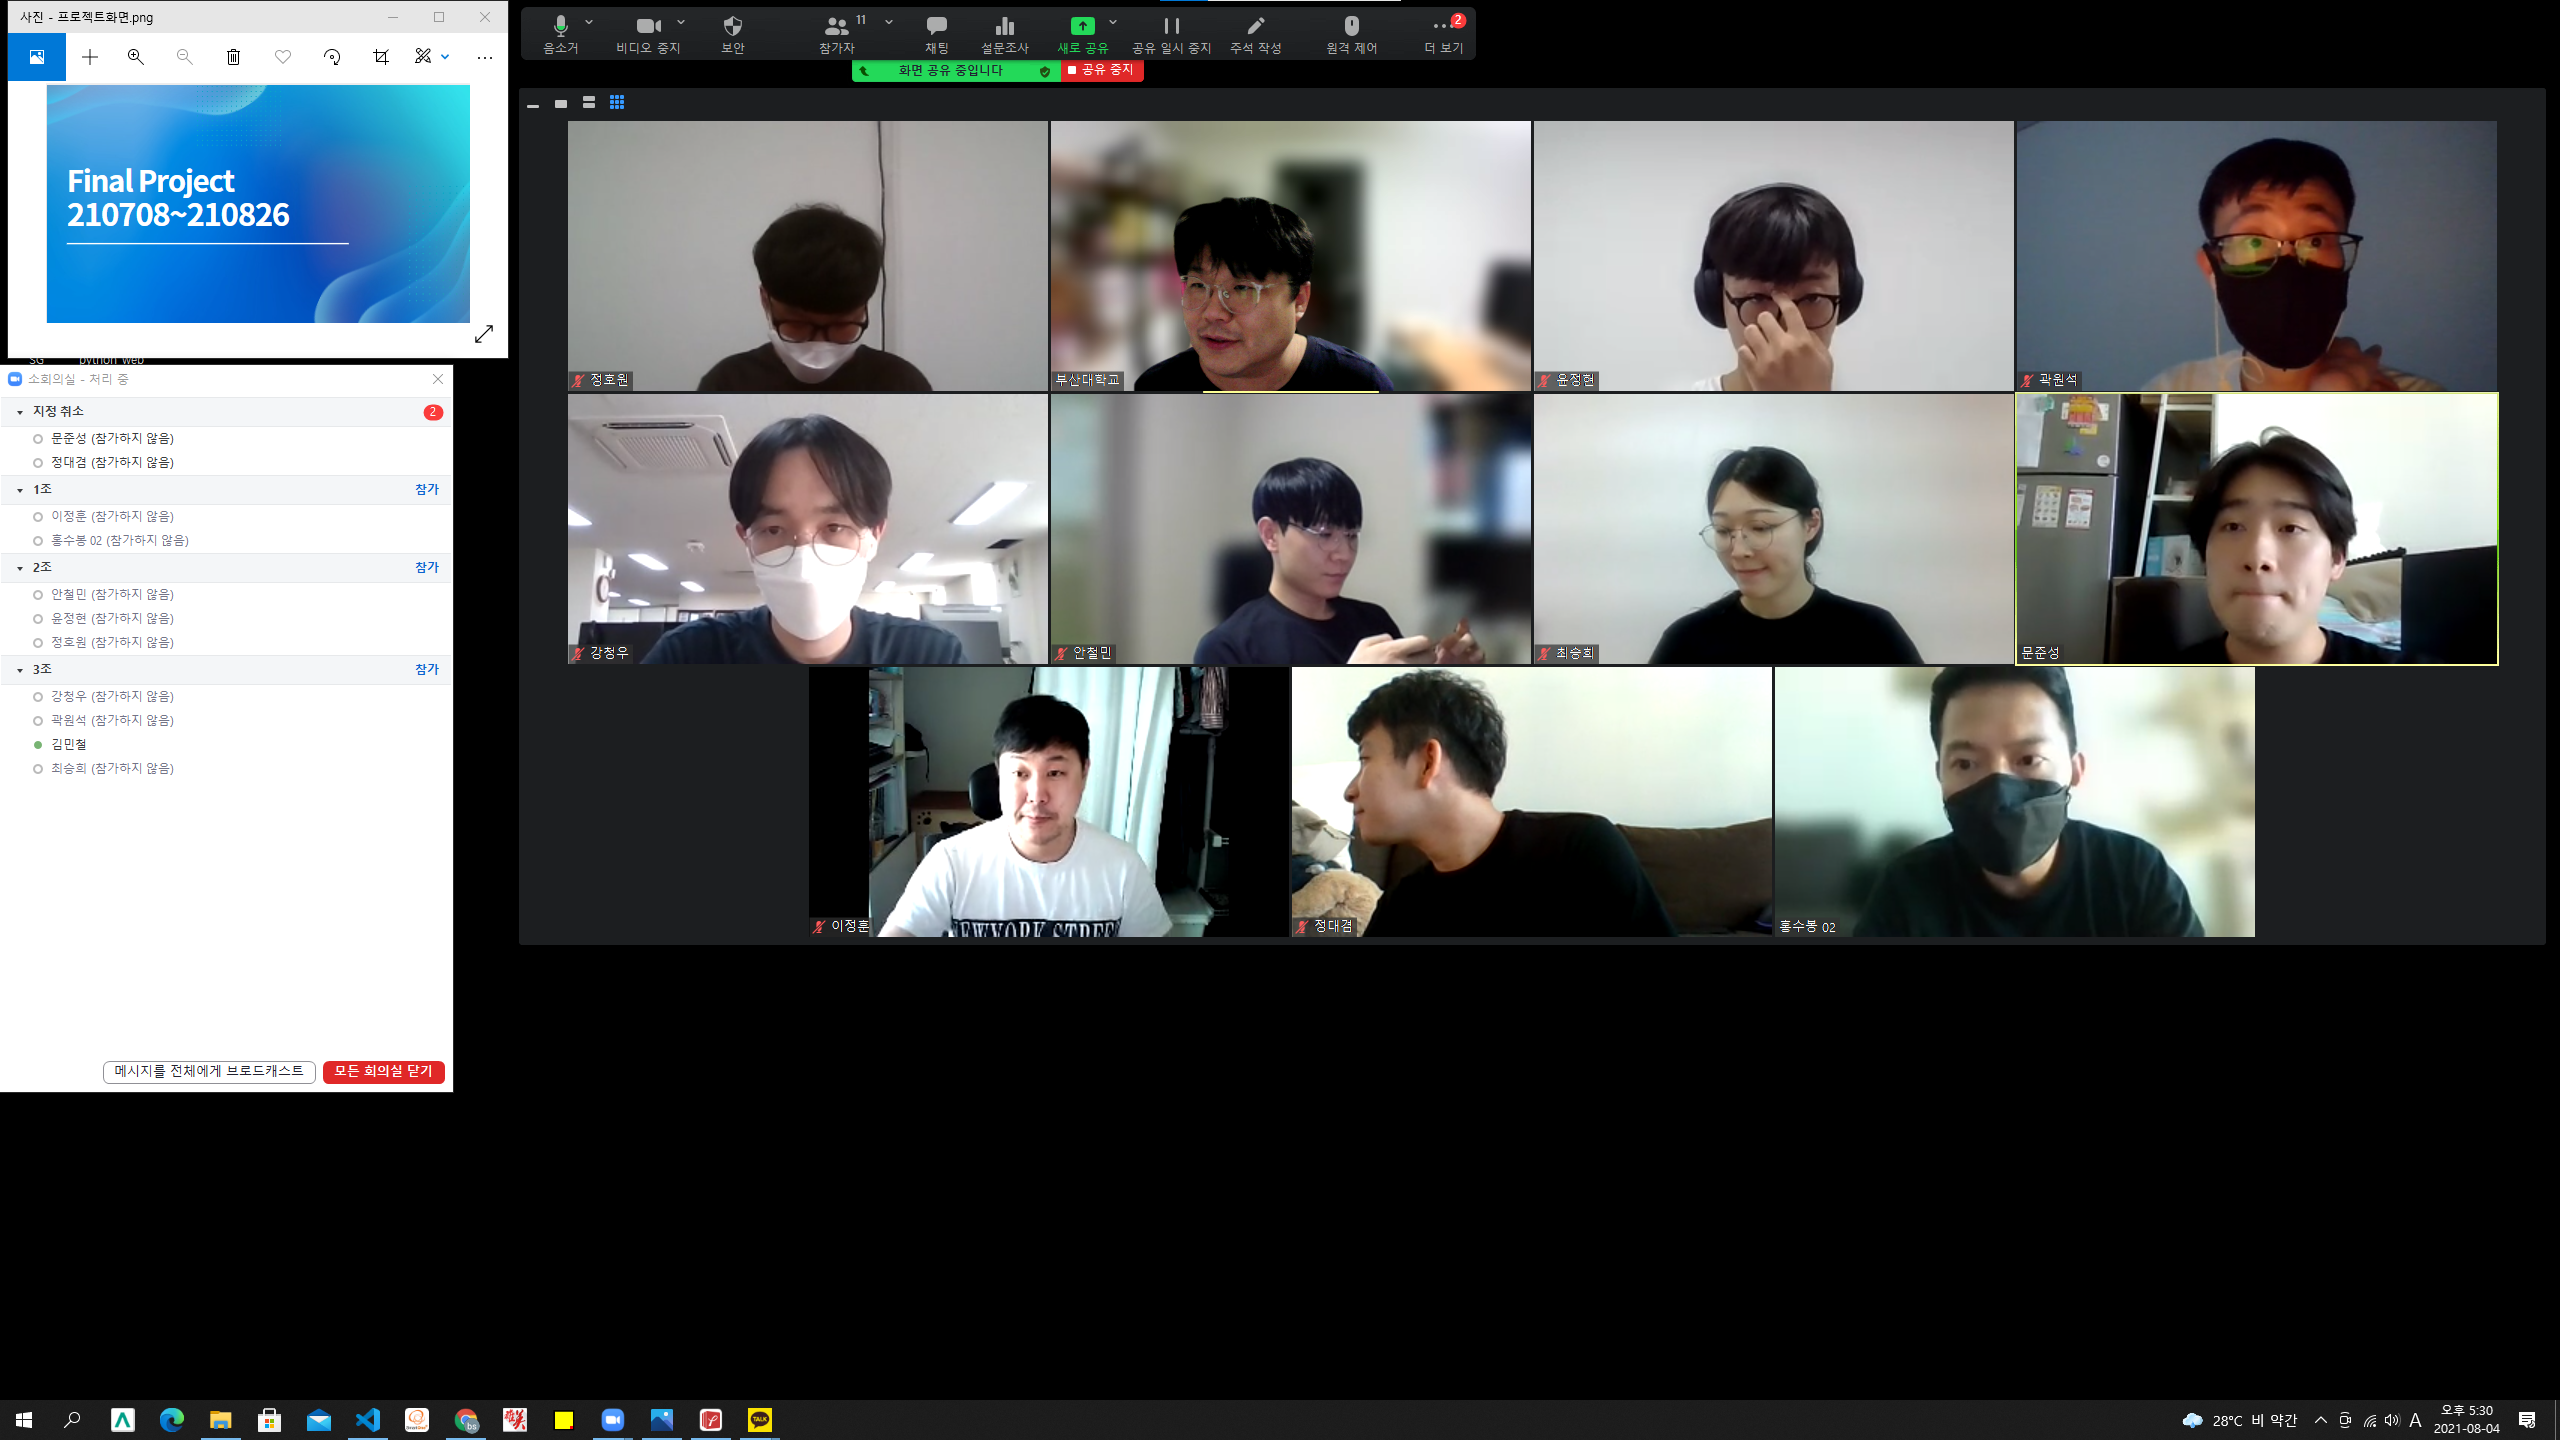 사진 - 프로젝트화면.png
Final Project
210708~210826
SG python web
소회의실 - 처리 중
지정 취소 2
문준성 (참가하지 않음)
정대겸 (참가하지 않음)
1조 참가
이정훈 (참가하지 않음)
홍수봉 02 (참가하지 않음)
2조 참가
안철민 (참가하지 않음)
윤정현 (참가하지 않음)
정호원 (참가하지 않음)
3조 참가
강청우 (참가하지 않음)
곽원석 (참가하지 않음)
김민철
최승희 (참가하지 않음)
메시지를 전체에게 브로드캐스트 모든 회의실 닫기
음소거 비디오 중지 보안 참가자 11 채팅 설문조사 새로 공유 공유 일시 중지 주석 작성 원격 제어 더 보기 2
화면 공유 중입니다 공유 중지
정호원 부산대학교 윤정현 곽원석
강청우 안철민 최승희 문준성
이정훈 정대겸 홍수봉 02
NEWYORK STREE
bs
TALK
28°C 비 약간 A 오후 5:30
2021-08-04